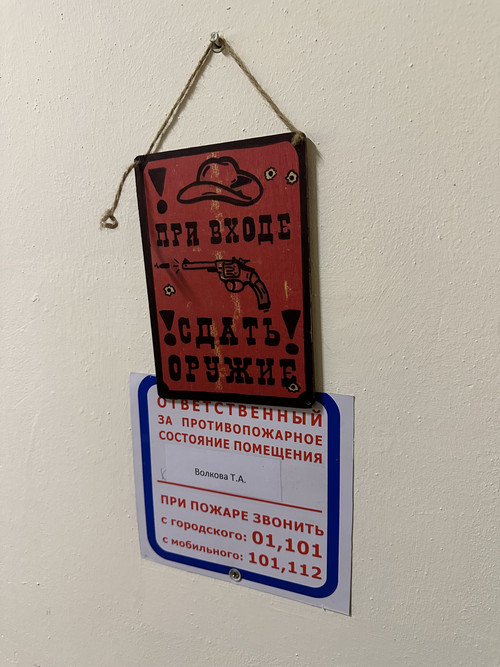 !
ПРИ ВХОДЕ
!СДАТЬ!
ОРУЖИЕ
ОТВЕТСТВЕННЫЙ
ЗА ПРОТИВОПОЖАРНОЕ
СОСТОЯНИЕ ПОМЕЩЕНИЯ
Волкова Т.А.
ПРИ ПОЖАРЕ ЗВОНИТЬ
с городского: 01,101
с мобильного: 101,112